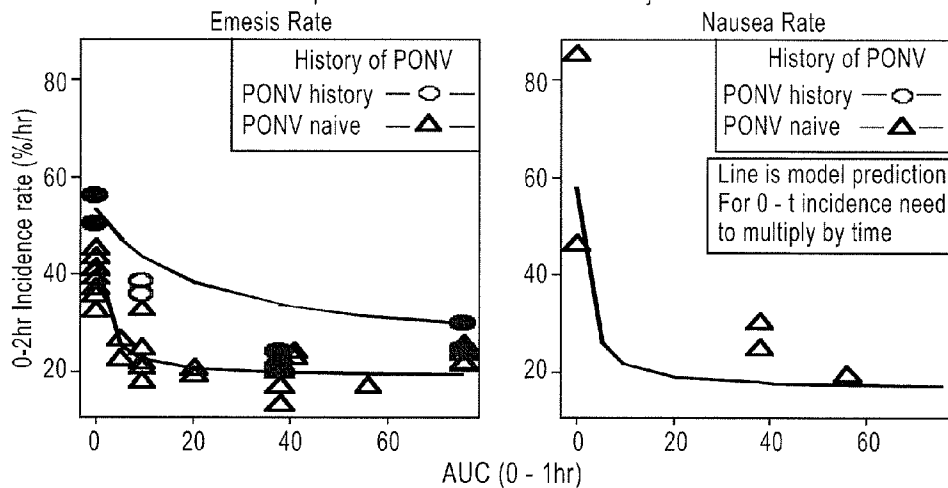 Emesis Rate
Nausea Rate
History of PONV
PONV history
PONV naive
History of PONV
PONV history
PONV naive
Line is model prediction
For 0 - t incidence need
to multiply by time
0-2hr Incidence rate (%/hr)
80
60
40
20
80
60
40
20
0 20 40 60
0 20 40 60
AUC (0 - 1hr)